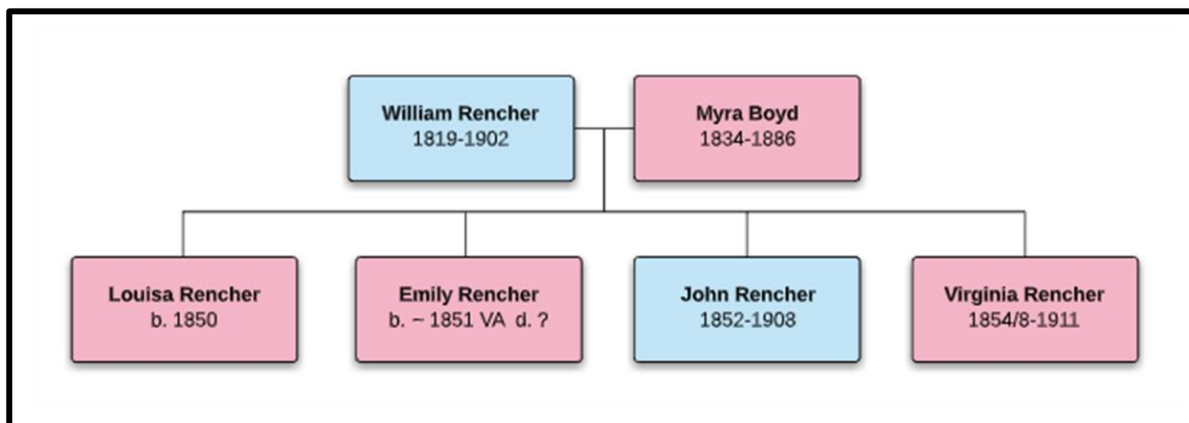 William Rencher
1819-1902
Myra Boyd
1834-1886
Louisa Rencher
b. 1850
Emily Rencher
b. ~ 1851 VA d. ?
John Rencher
1852-1908
Virginia Rencher
1854/8-1911